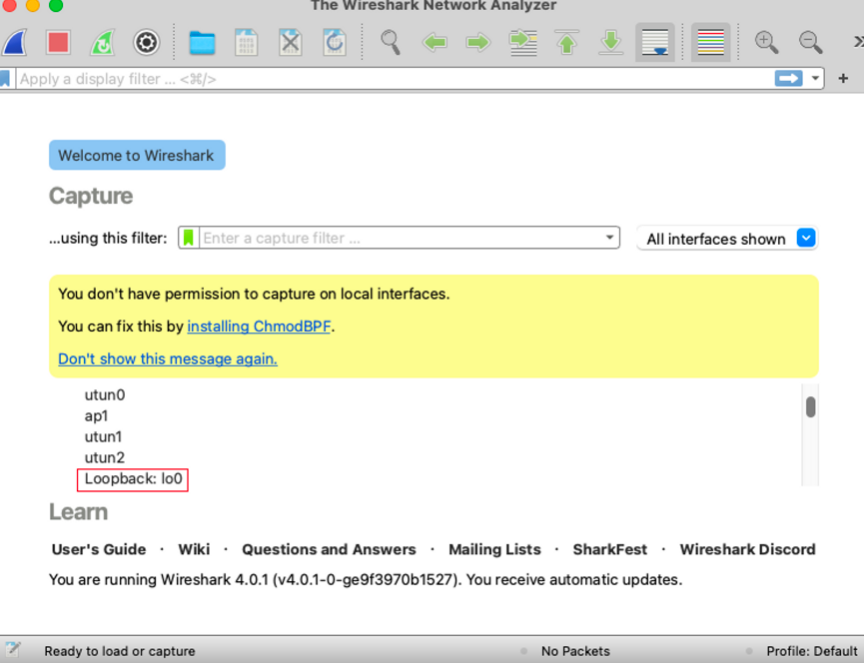 The Wireshark Network Analyzer
Apply a display filter ... <⌘/>
+
Welcome to Wireshark
Capture
...using this filter: Enter a capture filter ... All interfaces shown
You don't have permission to capture on local interfaces.
You can fix this by installing ChmodBPF.
Don't show this message again.
utun0
ap1
utun1
utun2
Loopback: lo0
Learn
User's Guide · Wiki · Questions and Answers · Mailing Lists · SharkFest · Wireshark Discord
You are running Wireshark 4.0.1 (v4.0.1-0-ge9f3970b1527). You receive automatic updates.
Ready to load or capture No Packets Profile: Default